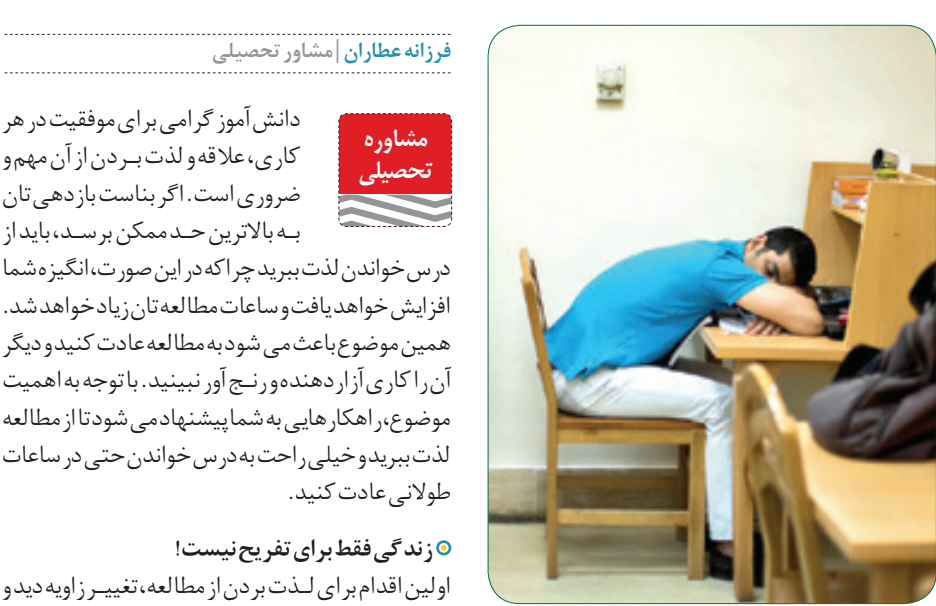 فرزانه عطاران | مشاور تحصیلی
مشاوره
تحصیلی
دانش‌آموز گرامی برای موفقیت در هر
کاری، علاقه و لذت بردن از آن مهم و
ضروری است. اگر بناست بازدهی تان
به بالاترین حد ممکن برسد، باید از
درس خواندن لذت ببرید چراکه در این صورت، انگیزه شما
افزایش خواهد یافت و ساعات مطالعه تان زیاد خواهد شد.
همین موضوع باعث می شود به مطالعه عادت کنید و دیگر
آن را کاری آزاردهنده و رنج آور نبینید. با توجه به اهمیت
موضوع، راهکارهایی به شما پیشنهاد می شود تا از مطالعه
لذت ببرید و خیلی راحت به درس خواندن حتی در ساعات
طولانی عادت کنید.
زندگی فقط برای تفریح نیست!
اولین اقدام برای لذت بردن از مطالعه، تغییر زاویه دید و